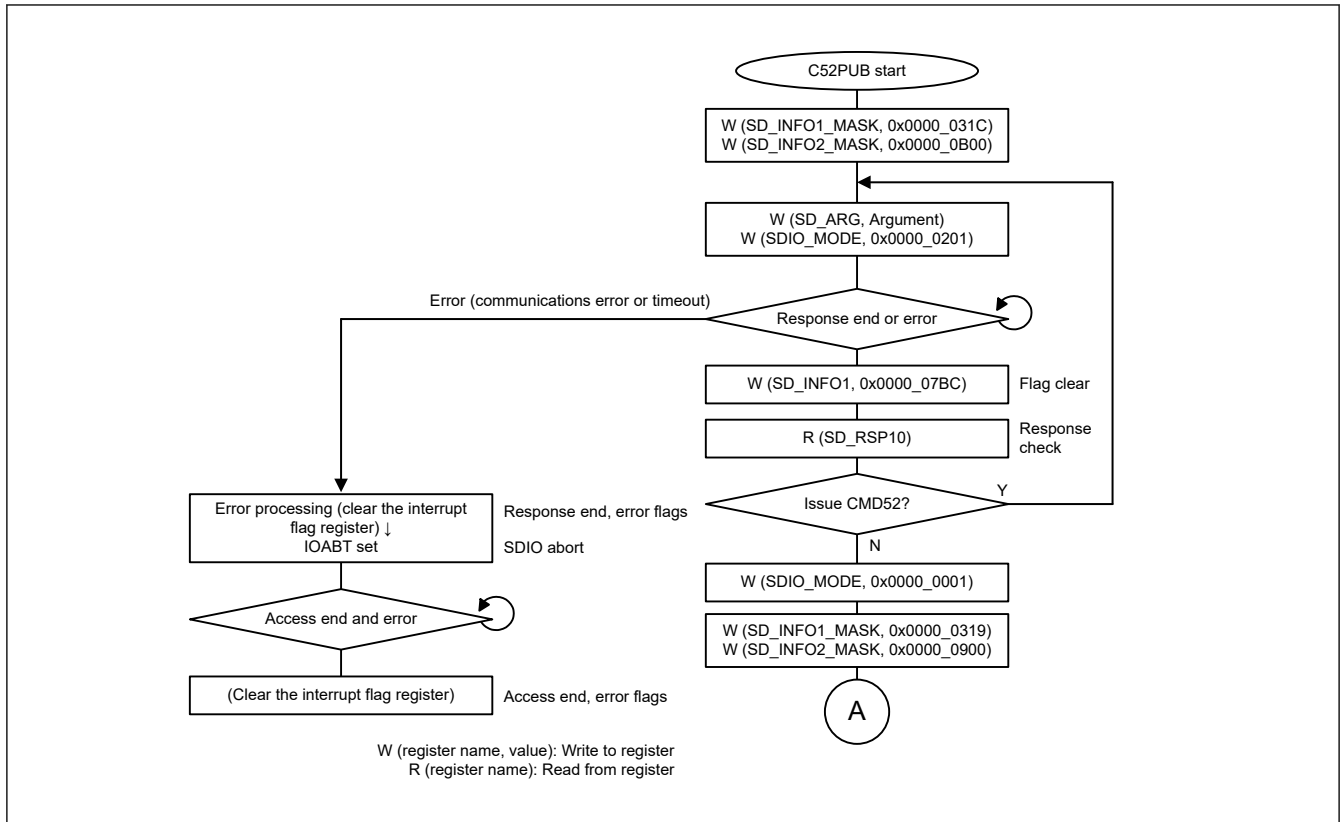 C52PUB start
W (SD_INFO1_MASK, 0x0000_031C)
W (SD_INFO2_MASK, 0x0000_0B00)
W (SD_ARG, Argument)
W (SDIO_MODE, 0x0000_0201)
Error (communications error or timeout)
Response end or error
W (SD_INFO1, 0x0000_07BC)
Flag clear
R (SD_RSP10)
Response
check
Issue CMD52?
Y
N
Error processing (clear the interrupt
flag register) ↓
IOABT set
Response end, error flags
SDIO abort
W (SDIO_MODE, 0x0000_0001)
Access end and error
W (SD_INFO1_MASK, 0x0000_0319)
W (SD_INFO2_MASK, 0x0000_0900)
(Clear the interrupt flag register)
Access end, error flags
A
W (register name, value): Write to register
R (register name): Read from register